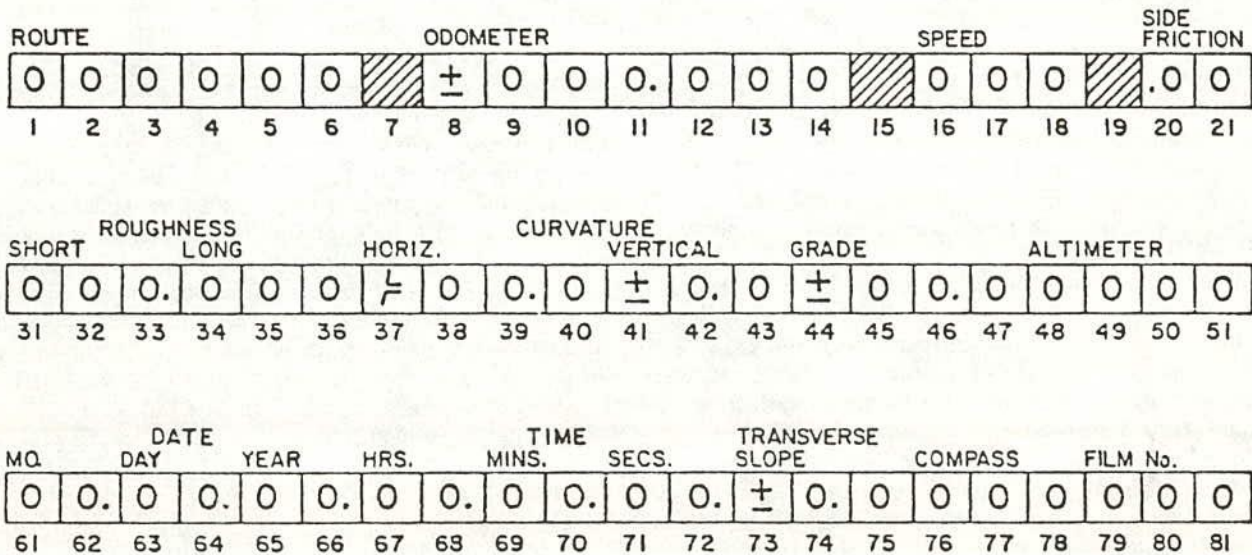 SIDE
ROUTE ODOMETER SPEED FRICTION
0 0 0 0 0 0 ± 0 0 0. 0 0 0 0 0 0 .0 0
1 2 3 4 5 6 7 8 9 10 11 12 13 14 15 16 17 18 19 20 21
ROUGHNESS CURVATURE
SHORT LONG HORIZ. VERTICAL GRADE ALTIMETER
0 0 0. 0 0 0 0 0. 0 ± 0. 0 ± 0 0. 0 0 0 0 0
31 32 33 34 35 36 37 38 39 40 41 42 43 44 45 46 47 48 49 50 51
DATE TIME TRANSVERSE
MO. DAY YEAR HRS. MINS. SECS. SLOPE COMPASS FILM No.
0 0. 0 0. 0 0. 0 0. 0 0. 0 0. ± 0. 0 0 0 0 0 0 0
61 62 63 64 65 66 67 68 69 70 71 72 73 74 75 76 77 78 79 80 81